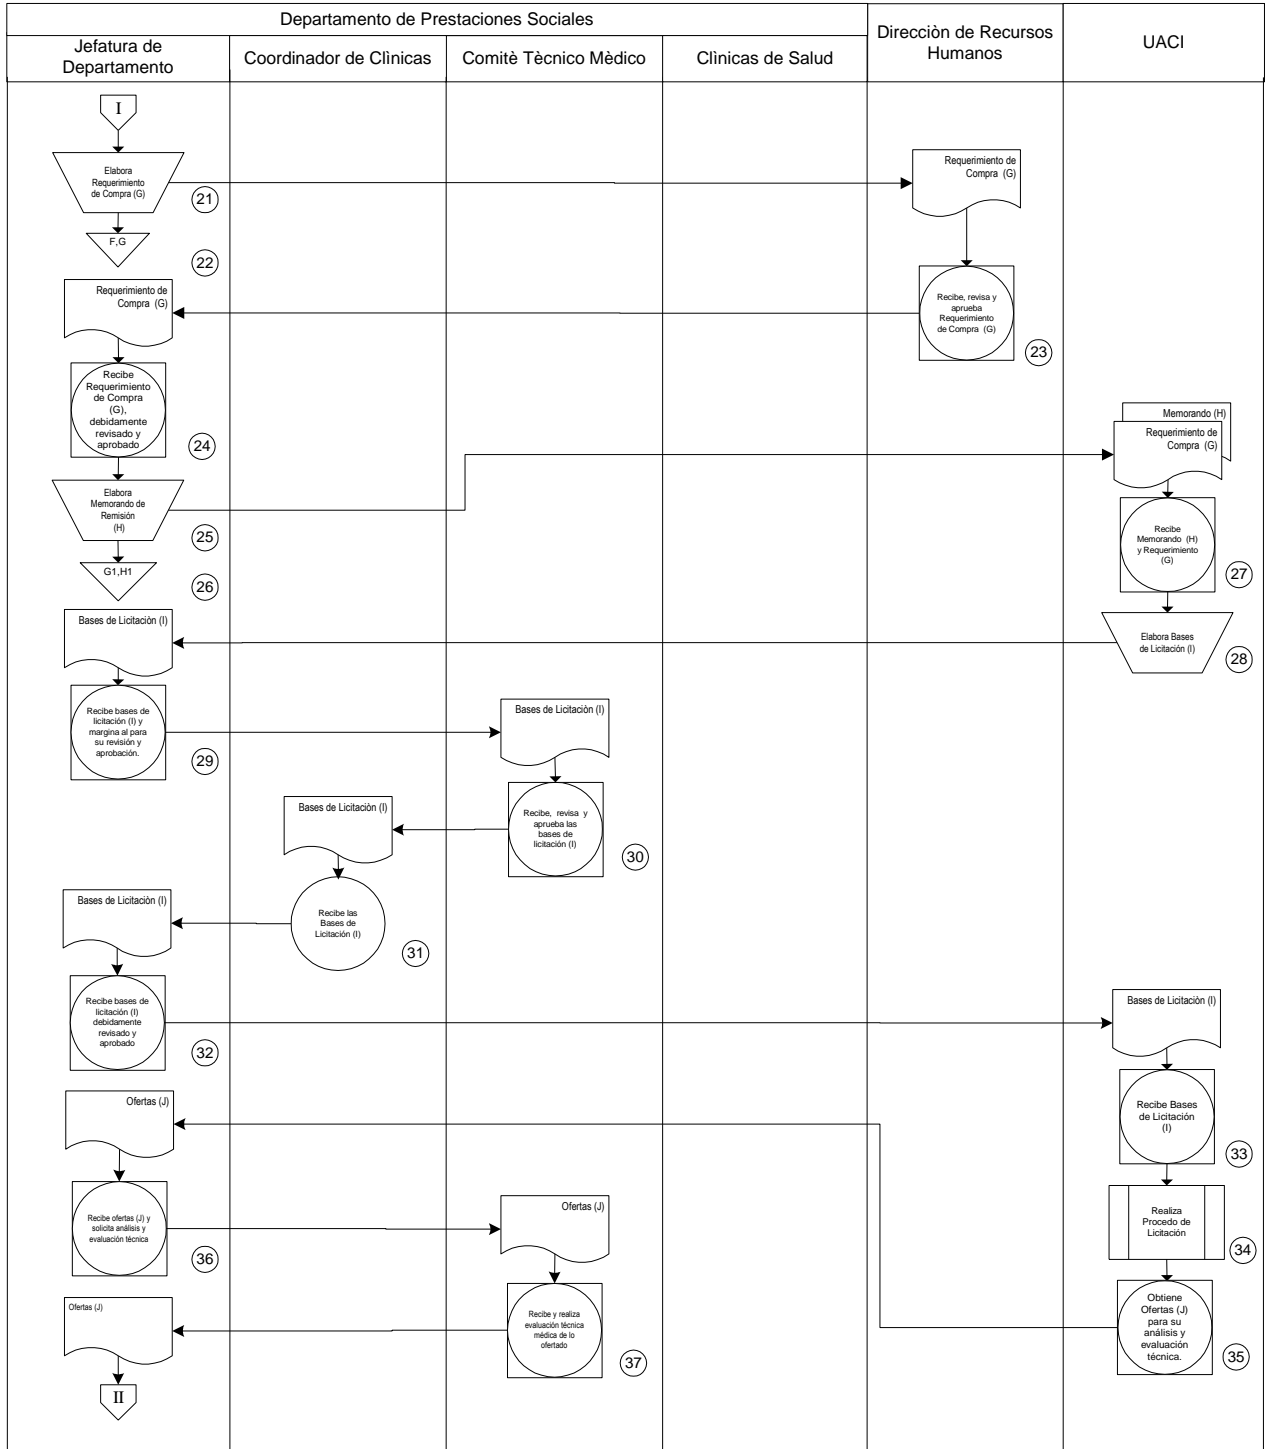 Departamento de Prestaciones Sociales
Direcciòn de Recursos
Humanos
UACI
Jefatura de
Departamento
Coordinador de Clìnicas
Comitè Tècnico Mèdico
Clìnicas de Salud
I
Elabora
Requerimiento
de Compra (G)
21
Requerimiento de
Compra (G)
F,G
22
Requerimiento de
Compra (G)
Recibe, revisa y
aprueba
Requerimiento
de Compra (G)
23
Recibe
Requerimiento
de Compra
(G),
debidamente
revisado y
aprobado
24
Memorando (H)
Requerimiento de
Compra (G)
Elabora
Memorando de
Remisión
(H)
25
Recibe
Memorando (H)
y Requerimiento
(G)
27
G1,H1
26
Bases de Licitaciòn (I)
Elabora Bases
de Licitación (I)
28
Recibe bases de
licitación (I) y
margina al para
su revisión y
aprobación.
29
Bases de Licitaciòn (I)
Recibe, revisa y
aprueba las
bases de
licitación (I)
30
Bases de Licitaciòn (I)
Recibe las
Bases de
Licitación (I)
31
Bases de Licitaciòn (I)
Recibe bases de
licitación (I)
debidamente
revisado y
aprobado
32
Bases de Licitaciòn (I)
Recibe Bases
de Licitación
(I)
33
Ofertas (J)
Realiza
Procedo de
Licitación
34
Recibe ofertas (J) y
solicita análisis y
evaluación técnica
36
Ofertas (J)
Obtiene
Ofertas (J)
para su
análisis y
evaluación
técnica.
35
Recibe y realiza
evaluación técnica
médica de lo
ofertado
37
Ofertas (J)
II